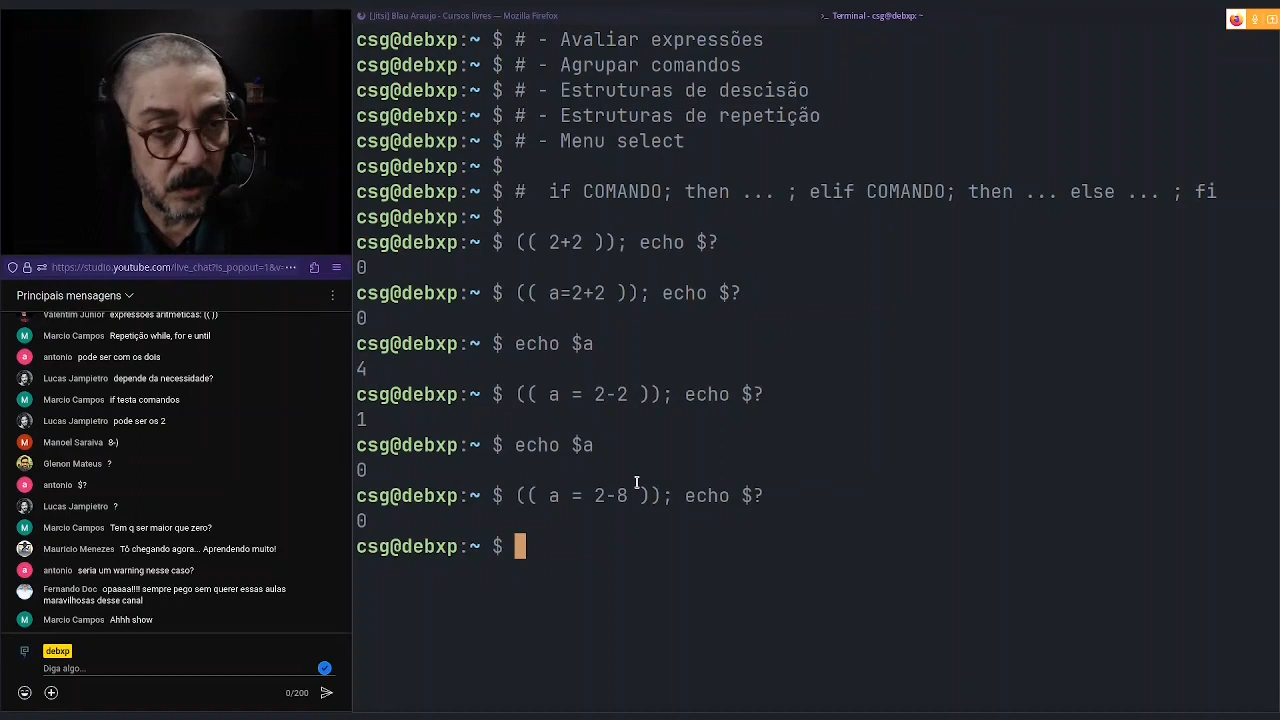 [Jitsi] Blau Araujo - Cursos livres — Mozilla Firefox
>_ Terminal - csg@debxp: ~
csg@debxp:~ $ # - Avaliar expressões
csg@debxp:~ $ # - Agrupar comandos
csg@debxp:~ $ # - Estruturas de descisão
csg@debxp:~ $ # - Estruturas de repetição
csg@debxp:~ $ # - Menu select
csg@debxp:~ $
csg@debxp:~ $ #  if COMANDO; then ... ; elif COMANDO; then ... else ... ; fi
csg@debxp:~ $
csg@debxp:~ $ (( 2+2 )); echo $?
0
csg@debxp:~ $ (( a=2+2 )); echo $?
0
csg@debxp:~ $ echo $a
4
csg@debxp:~ $ (( a = 2-2 )); echo $?
1
csg@debxp:~ $ echo $a
0
csg@debxp:~ $ (( a = 2-8 )); echo $?
0
csg@debxp:~ $
https://studio.youtube.com/live_chat?is_popout=1&v=
Principais mensagens
Valentim Junior expressões aritméticas: (( ))
M Marcio Campos Repetição while, for e until
a antonio pode ser com os dois
Lucas Jampietro depende da necessidade?
M Marcio Campos if testa comandos
Lucas Jampietro pode ser os 2
M Manoel Saraiva 8-)
Glenon Mateus ?
a antonio $?
Lucas Jampietro ?
M Marcio Campos Tem q ser maior que zero?
Mauricio Menezes Tô chegando agora... Aprendendo muito!
a antonio seria um warning nesse caso?
Fernando Doc opaaaa!!! sempre pego sem querer essas aulas
maravilhosas desse canal
M Marcio Campos Ahhh show
debxp
Diga algo...
0/200